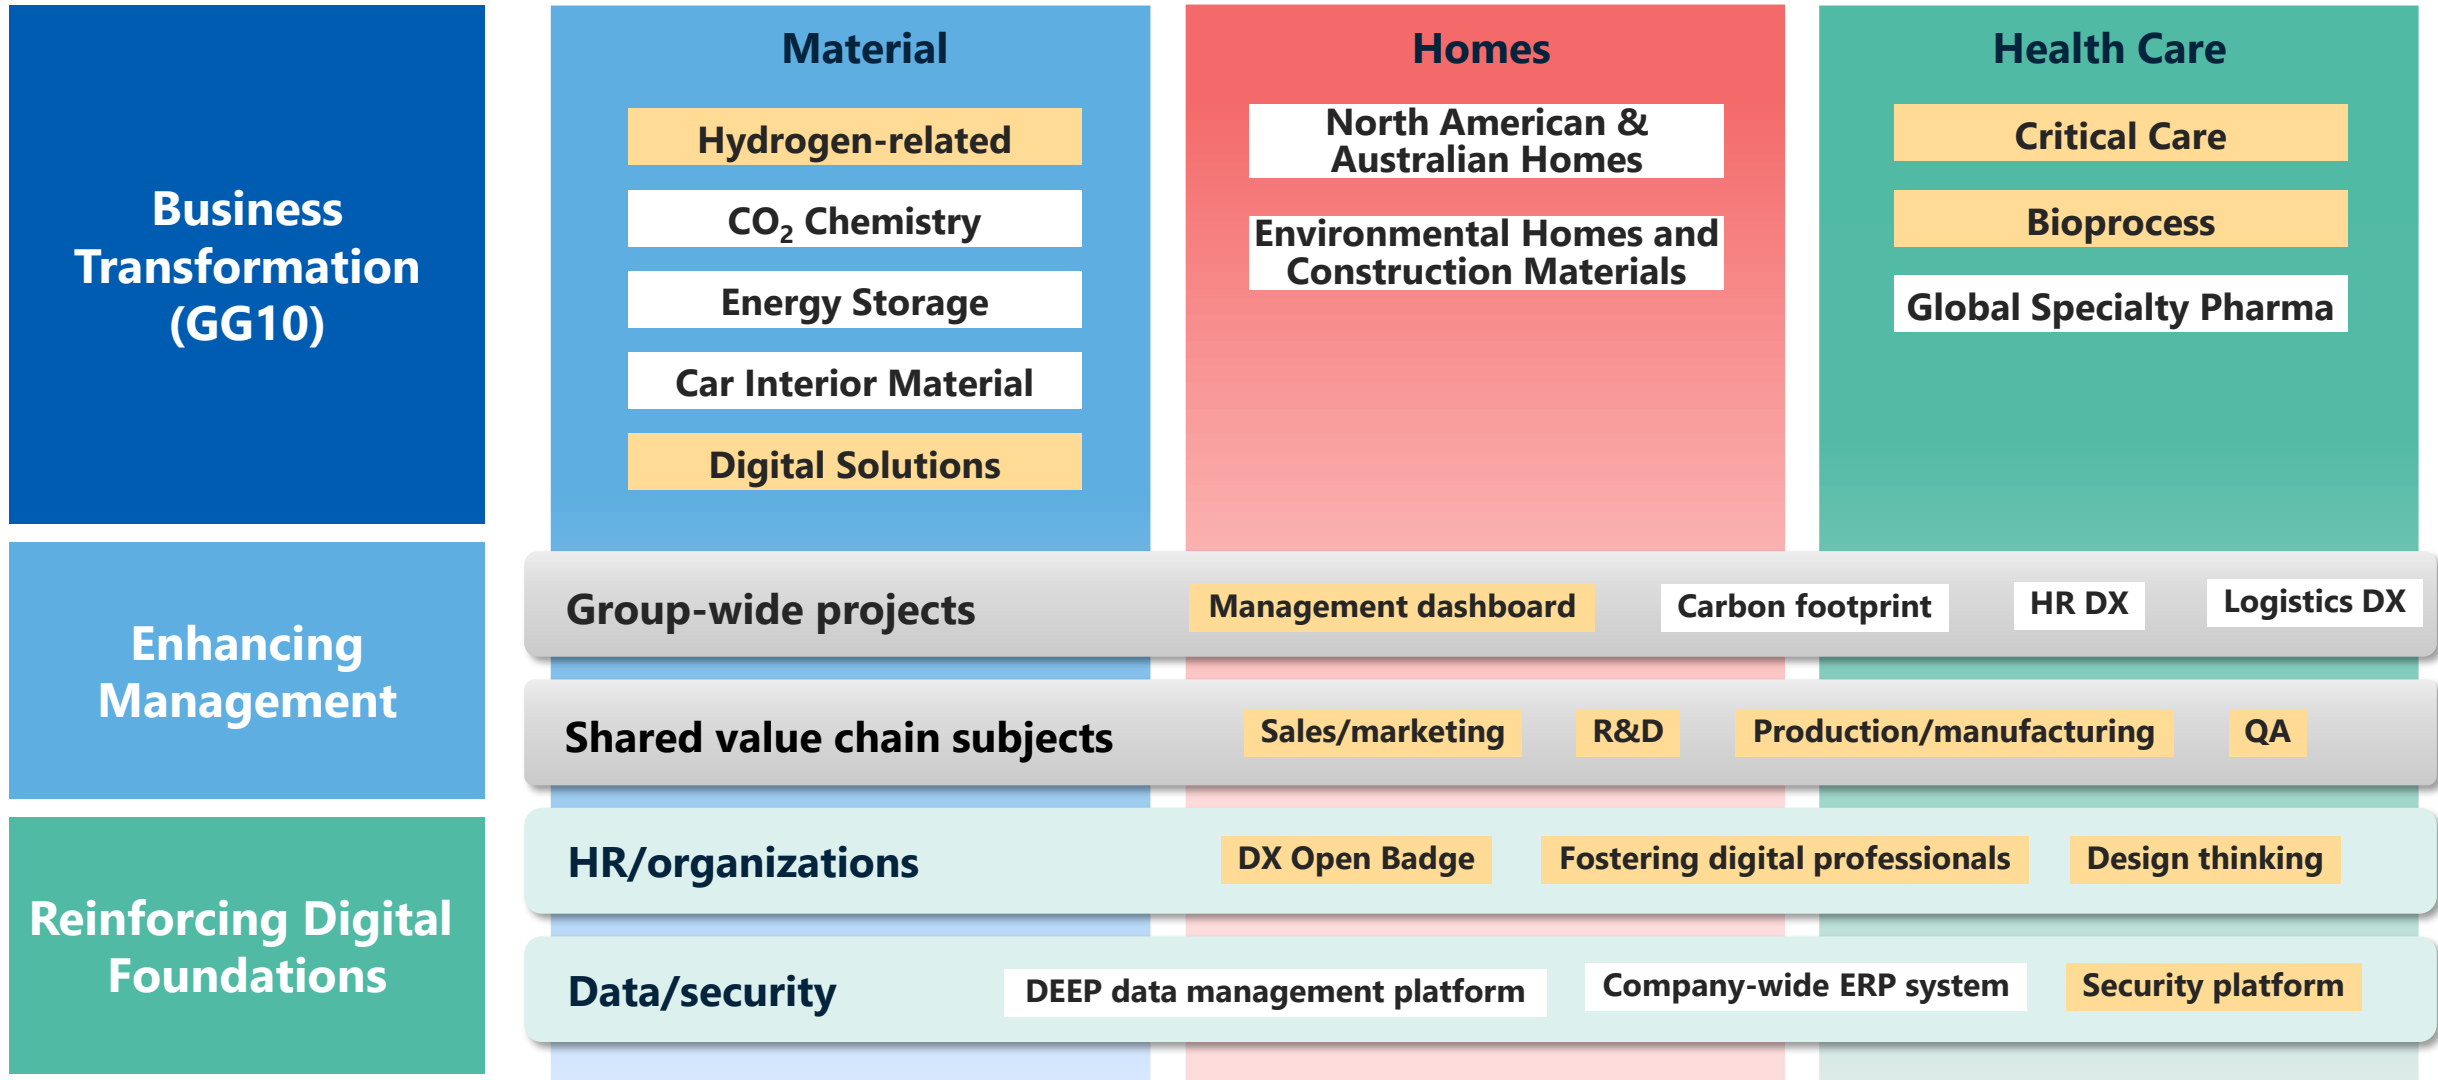 Business
Transformation
(GG10)
Material
Hydrogen-related
CO₂ Chemistry
Energy Storage
Car Interior Material
Digital Solutions
Homes
North American &
Australian Homes
Environmental Homes and
Construction Materials
Health Care
Critical Care
Bioprocess
Global Specialty Pharma
Enhancing
Management
Group-wide projects
Management dashboard
Carbon footprint
HR DX
Logistics DX
Shared value chain subjects
Sales/marketing
R&D
Production/manufacturing
QA
Reinforcing Digital
Foundations
HR/organizations
DX Open Badge
Fostering digital professionals
Design thinking
Data/security
DEEP data management platform
Company-wide ERP system
Security platform